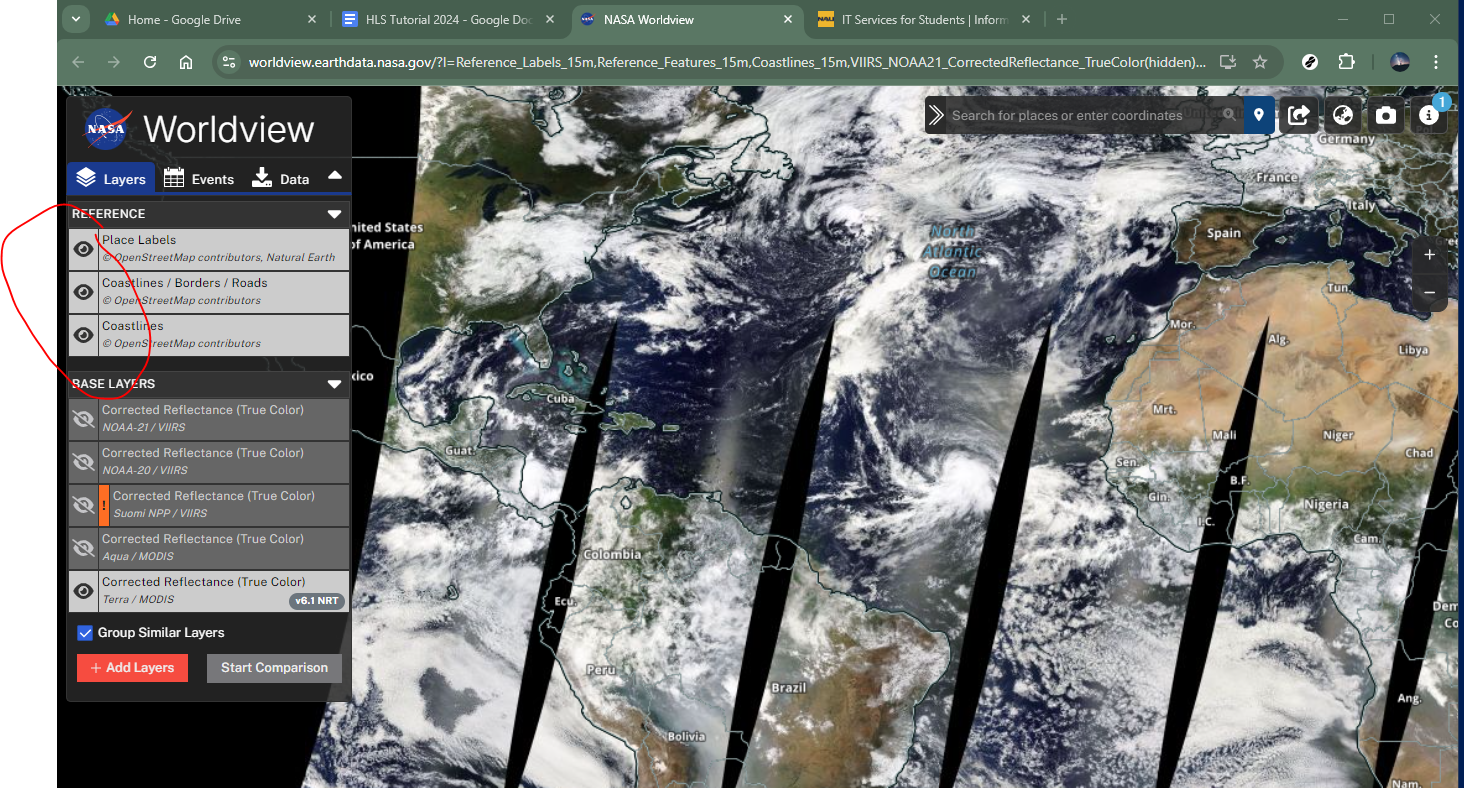 Home - Google Drive
HLS Tutorial 2024 - Google Doc
NASA Worldview
IT Services for Students | Inform
worldview.earthdata.nasa.gov/?l=Reference_Labels_15m,Reference_Features_15m,Coastlines_15m,VIIRS_NOAA21_CorrectedReflectance_TrueColor(hidden)...
NASA
Worldview
Search for places or enter coordinates
1
Layers
Events
Data
REFERENCE
Place Labels
© OpenStreetMap contributors, Natural Earth
Coastlines / Borders / Roads
© OpenStreetMap contributors
Coastlines
© OpenStreetMap contributors
BASE LAYERS
Corrected Reflectance (True Color)
NOAA-21 / VIIRS
Corrected Reflectance (True Color)
NOAA-20 / VIIRS
!
Corrected Reflectance (True Color)
Suomi NPP / VIIRS
Corrected Reflectance (True Color)
Aqua / MODIS
Corrected Reflectance (True Color)
Terra / MODIS
v6.1 NRT
Group Similar Layers
+ Add Layers
Start Comparison
Germany
France
Italy
nited States
of America
North
Atlantic
Ocean
Spain
Gree
+
−
Tun.
Mor.
Alg.
Libya
xico
Cuba
Mrt.
Mali
Niger
Chad
Guat.
Sen.
B.F.
Gin.
Nigeria
I.C.
Cam.
Colombia
Ecu.
Dem
Co
Peru
Brazil
Ang.
Bolivia
Nam.